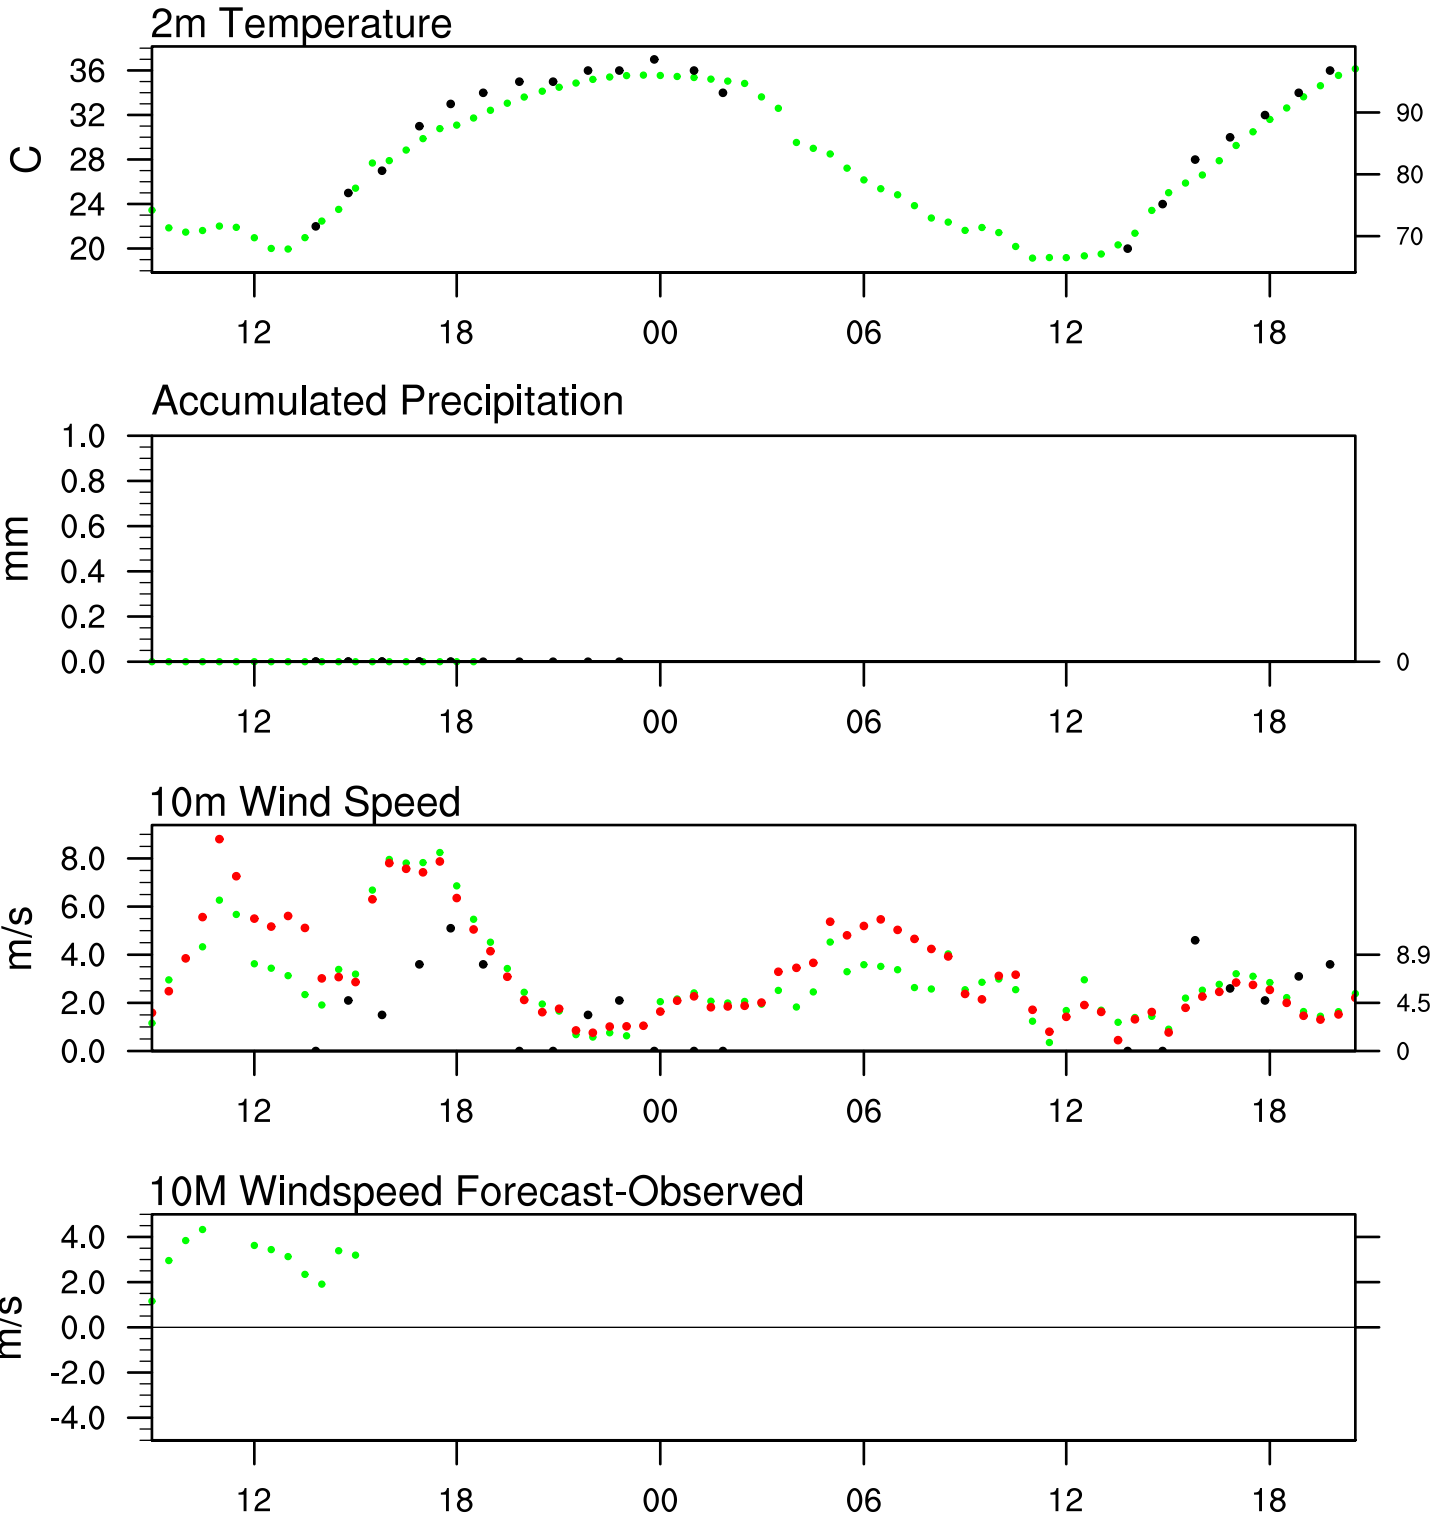 2m Temperature
36
32
28
24
20
C
90
80
70
12 18 00 06 12 18
Accumulated Precipitation
1.0
0.8
0.6
0.4
0.2
0.0
mm
0
12 18 00 06 12 18
10m Wind Speed
8.0
6.0
4.0
2.0
0.0
m/s
8.9
4.5
0
12 18 00 06 12 18
10M Windspeed Forecast-Observed
4.0
2.0
0.0
-2.0
-4.0
m/s
12 18 00 06 12 18